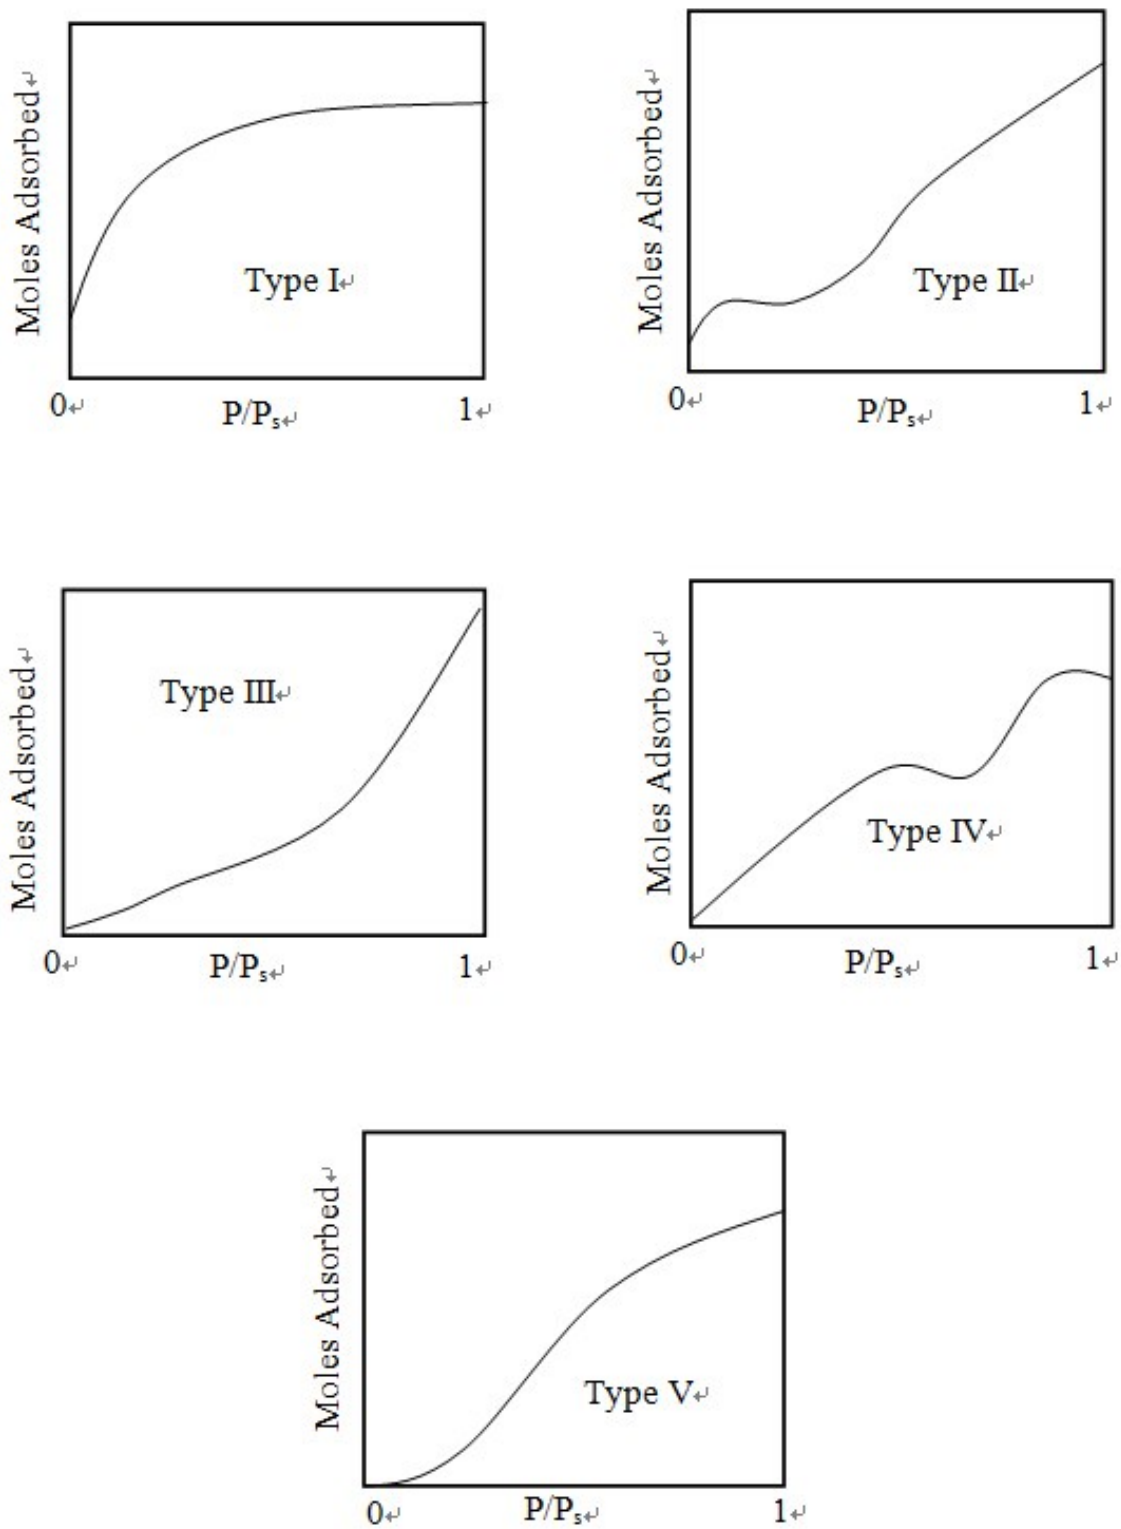 Moles Adsorbed↵
Type I↵
0↵
P/Ps↵
1↵
Moles Adsorbed↵
Type II↵
0↵
P/Ps↵
1↵
Moles Adsorbed↵
Type III↵
0↵
P/Ps↵
1↵
Moles Adsorbed↵
Type IV↵
0↵
P/Ps↵
1↵
Moles Adsorbed↵
Type V↵
0↵
P/Ps↵
1↵